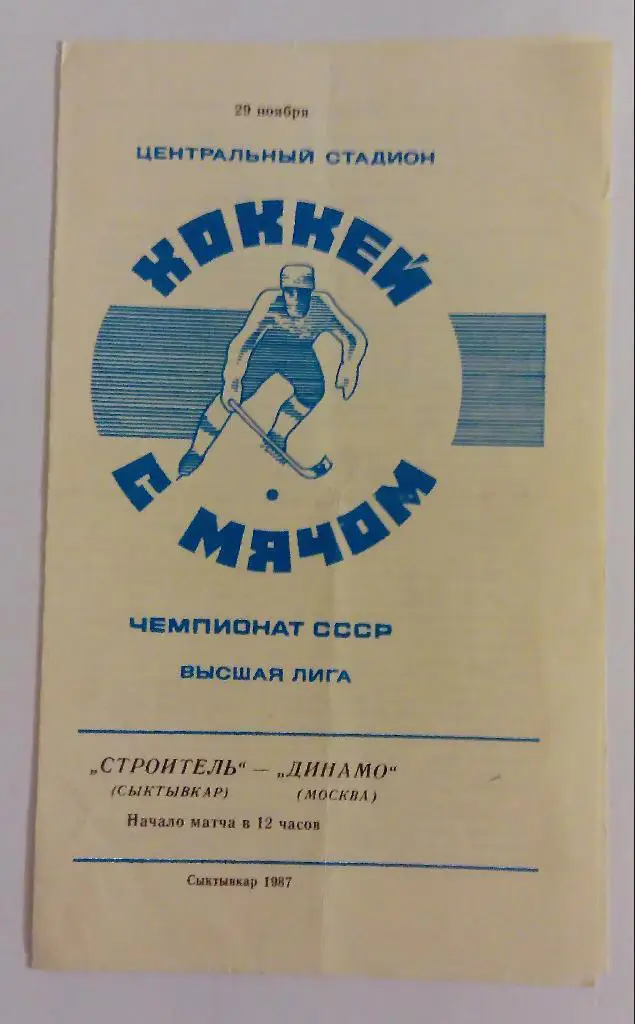 29 ноября
ЦЕНТРАЛЬНЫЙ СТАДИОН
ХОККЕЙ
С МЯЧОМ
ЧЕМПИОНАТ СССР
ВЫСШАЯ ЛИГА
„СТРОИТЕЛЬ“ — „ДИНАМО“
(СЫКТЫВКАР) (МОСКВА)
Начало матча в 12 часов
Сыктывкар 1987